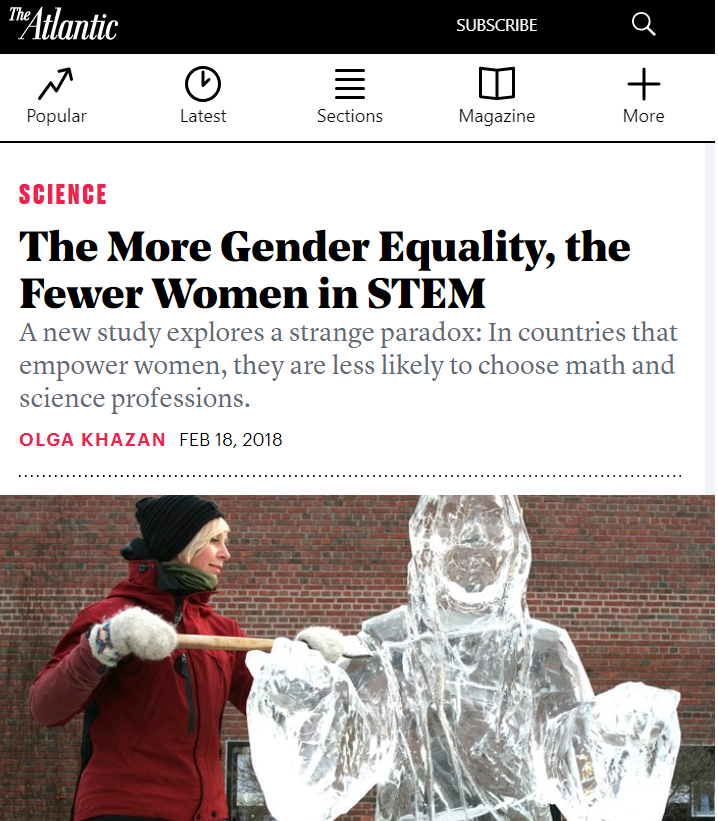 The Atlantic
SUBSCRIBE
Popular
Latest
Sections
Magazine
More
SCIENCE
The More Gender Equality, the
Fewer Women in STEM
A new study explores a strange paradox: In countries that
empower women, they are less likely to choose math and
science professions.
OLGA KHAZAN FEB 18, 2018